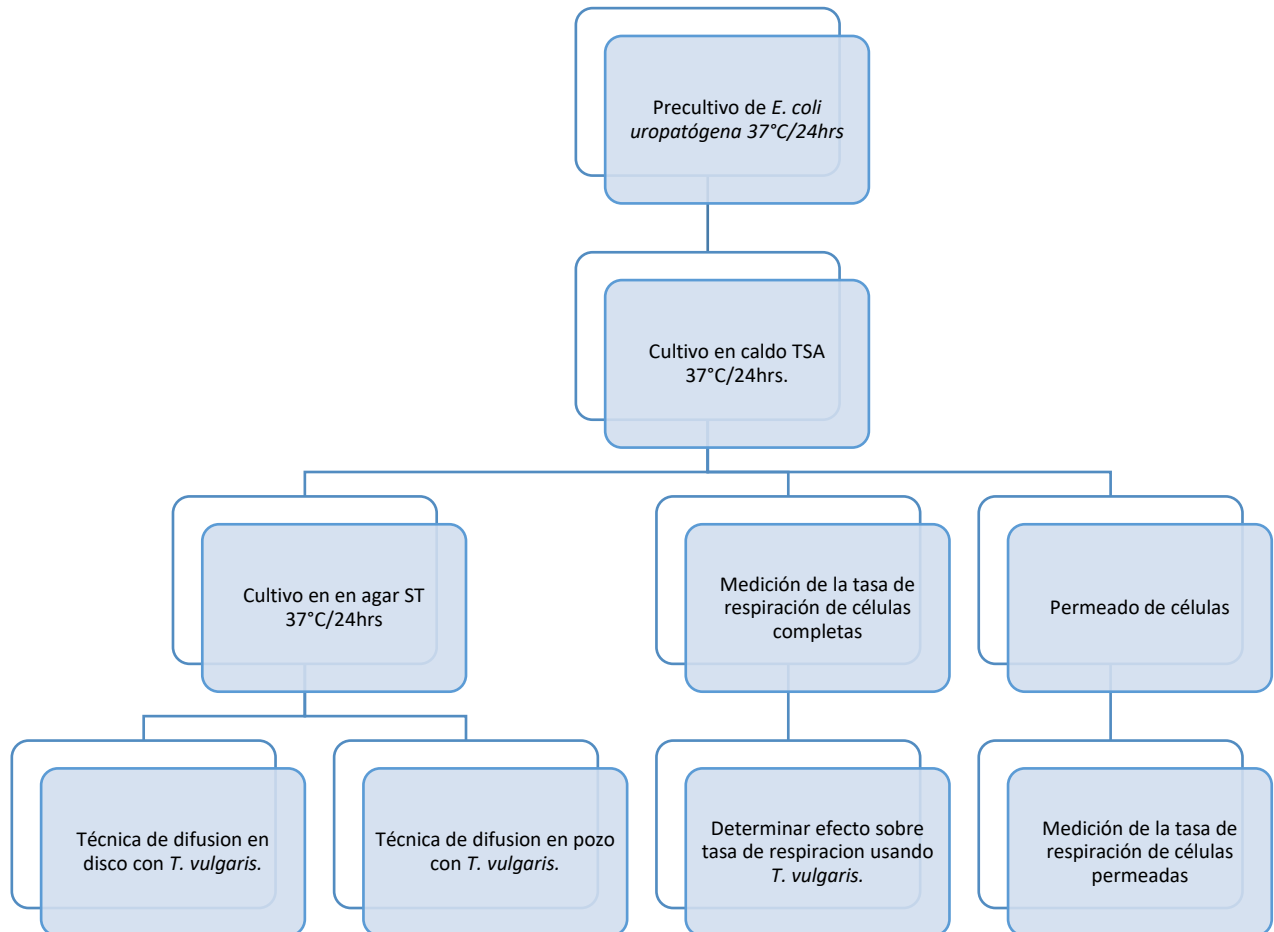 Precultivo de E. coli
uropatógena 37°C/24hrs
Cultivo en caldo TSA
37°C/24hrs.
Cultivo en en agar ST
37°C/24hrs
Medición de la tasa de
respiración de células
completas
Permeado de células
Técnica de difusion en
disco con T. vulgaris.
Técnica de difusion en pozo
con T. vulgaris.
Determinar efecto sobre
tasa de respiracion usando
T. vulgaris.
Medición de la tasa de
respiración de células
permeadas